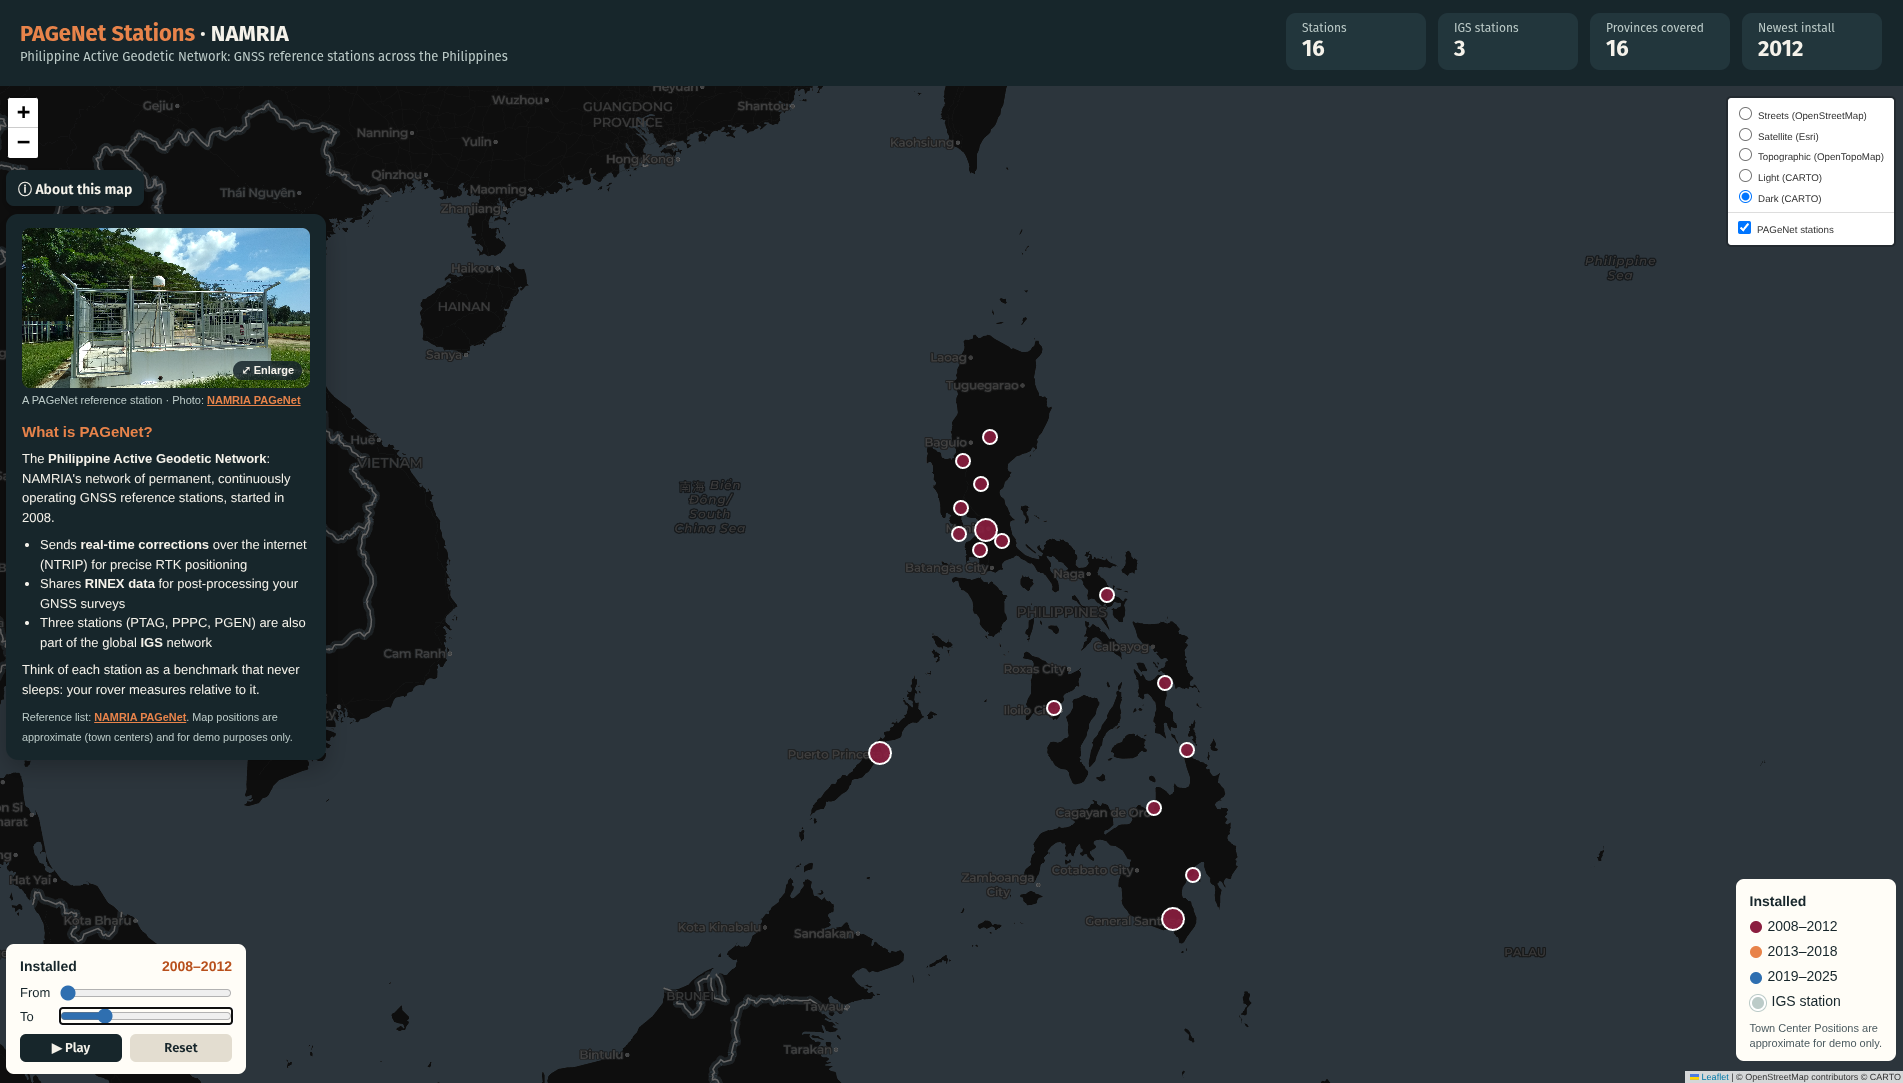 PAGeNet Stations · NAMRIA
Philippine Active Geodetic Network: GNSS reference stations across the Philippines
Stations
16
IGS stations
3
Provinces covered
16
Newest install
2012
+
−
ⓘ About this map
⤢ Enlarge
A PAGeNet reference station · Photo: NAMRIA PAGeNet
What is PAGeNet?
The Philippine Active Geodetic Network:
NAMRIA's network of permanent, continuously
operating GNSS reference stations, started in
2008.
• Sends real-time corrections over the internet
(NTRIP) for precise RTK positioning
• Shares RINEX data for post-processing your
GNSS surveys
• Three stations (PTAG, PPPC, PGEN) are also
part of the global IGS network
Think of each station as a benchmark that never
sleeps: your rover measures relative to it.
Reference list: NAMRIA PAGeNet. Map positions are
approximate (town centers) and for demo purposes only.
Streets (OpenStreetMap)
Satellite (Esri)
Topographic (OpenTopoMap)
Light (CARTO)
Dark (CARTO)
PAGeNet stations
Gejiu
Wuzhou
Heyuan
GUANGDONG
PROVINCE
Shantou
Nanning
Yulin
Hong Kong
Kaohsiung
Qinzhou
Thái Nguyên
Maoming
Zhanjiang
Haikou
HAINAN
Sanya
Philippine
Sea
Laoag
Tuguegarao
Baguio
Huế
VIETNAM
南海 Biển
Đông/
South
China Sea
Batangas City
Naga
PHILIPPINES
Calbayog
Cam Ranh
Roxas City
Iloilo C
Puerto Prince
Cagayan de Oro
Cotabato City
Zamboanga
City
General Sant
Hat Yai
Kota Bharu
Kota Kinabalu
Sandakan
PALAU
BRUNEI
Tawau
Tarakan
Bintulu
Installed
2008–2012
From
To
▶ Play
Reset
Installed
2008–2012
2013–2018
2019–2025
IGS station
Town Center Positions are
approximate for demo only.
Leaflet | © OpenStreetMap contributors © CARTO